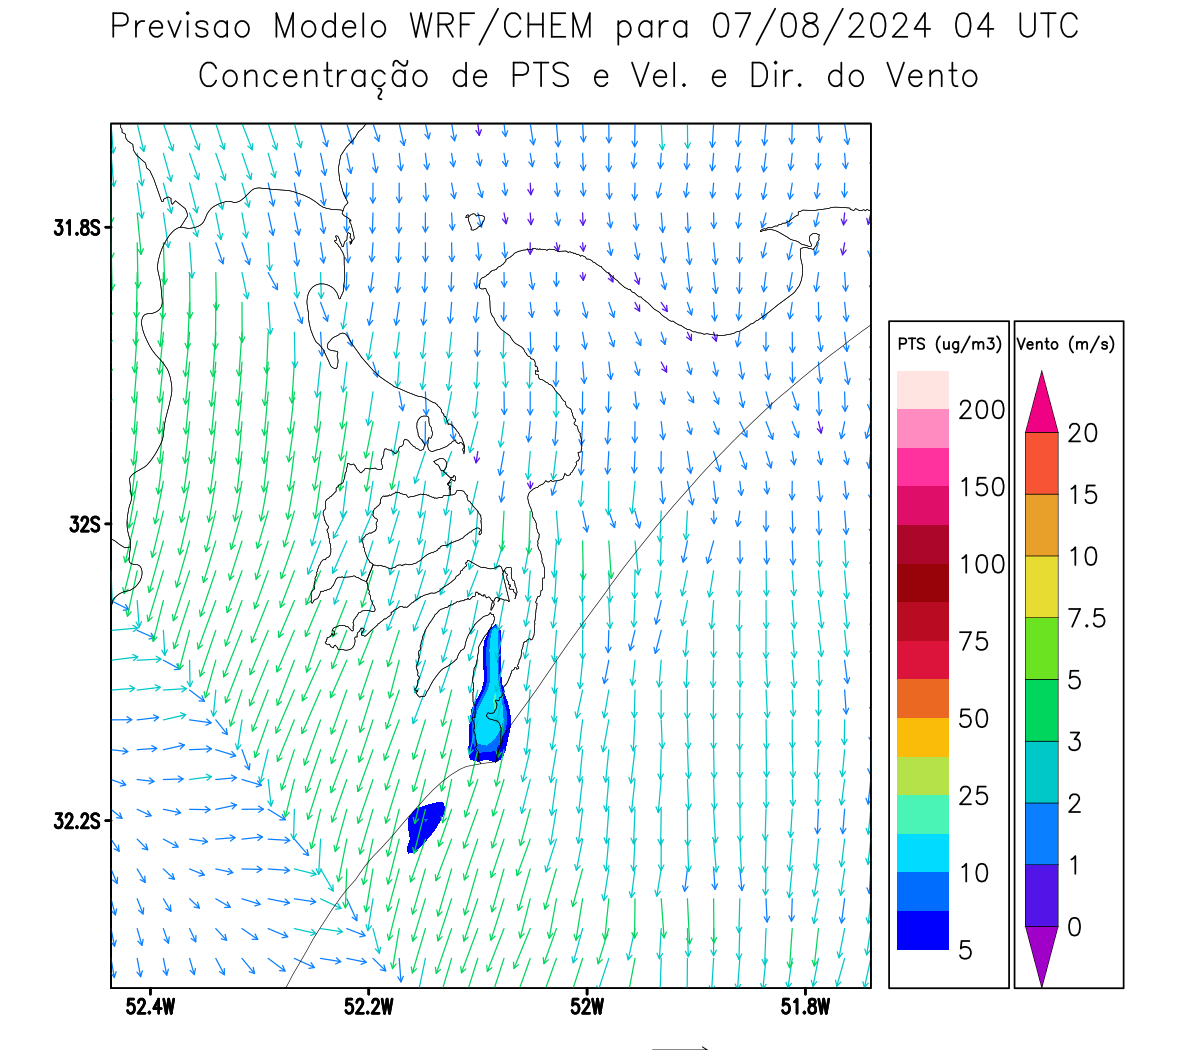 Previsao Modelo WRF/CHEM para 07/08/2024 04 UTC
Concentração de PTS e Vel. e Dir. do Vento
31.8S
32S
32.2S
52.4W
52.2W
52W
51.8W
PTS (ug/m3)
200
150
100
75
50
25
10
5
Vento (m/s)
20
15
10
7.5
5
3
2
1
0